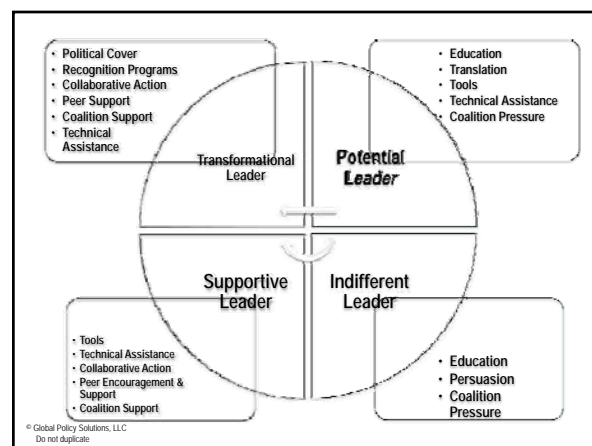 • Political Cover
• Recognition Programs
• Collaborative Action
• Peer Support
• Coalition Support
• Technical
Assistance
• Education
• Translation
• Tools
• Technical Assistance
• Coalition Pressure
Transformational
Leader
Potential
Leader
Supportive
Leader
Indifferent
Leader
• Tools
• Technical Assistance
• Collaborative Action
• Peer Encouragement &
Support
• Coalition Support
• Education
• Persuasion
• Coalition
Pressure
© Global Policy Solutions, LLC
Do not duplicate